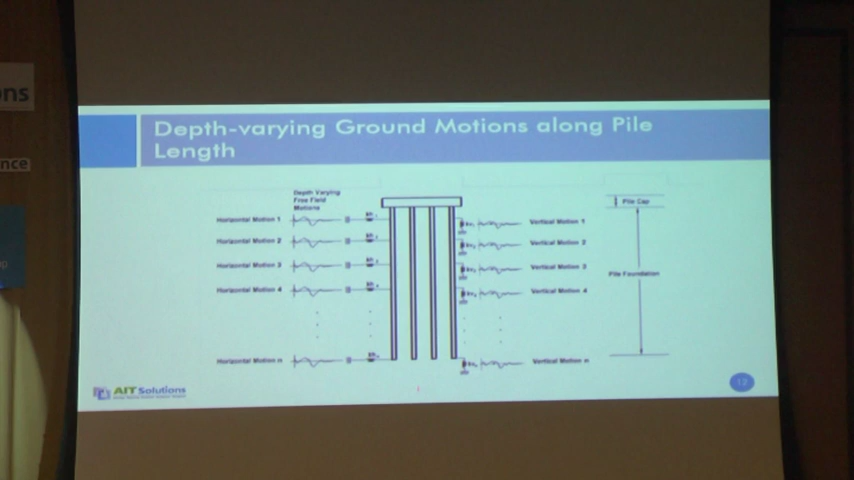 ons
nce
Depth-varying Ground Motions along Pile
Length
Depth Varying
Free Field
Motions
Horizontal Motion 1
Horizontal Motion 2
Horizontal Motion 3
Horizontal Motion 4
Horizontal Motion n
Vertical Motion 1
Vertical Motion 2
Vertical Motion 3
Vertical Motion 4
Vertical Motion n
Pile Cap
Pile Foundation
AIT Solutions
12